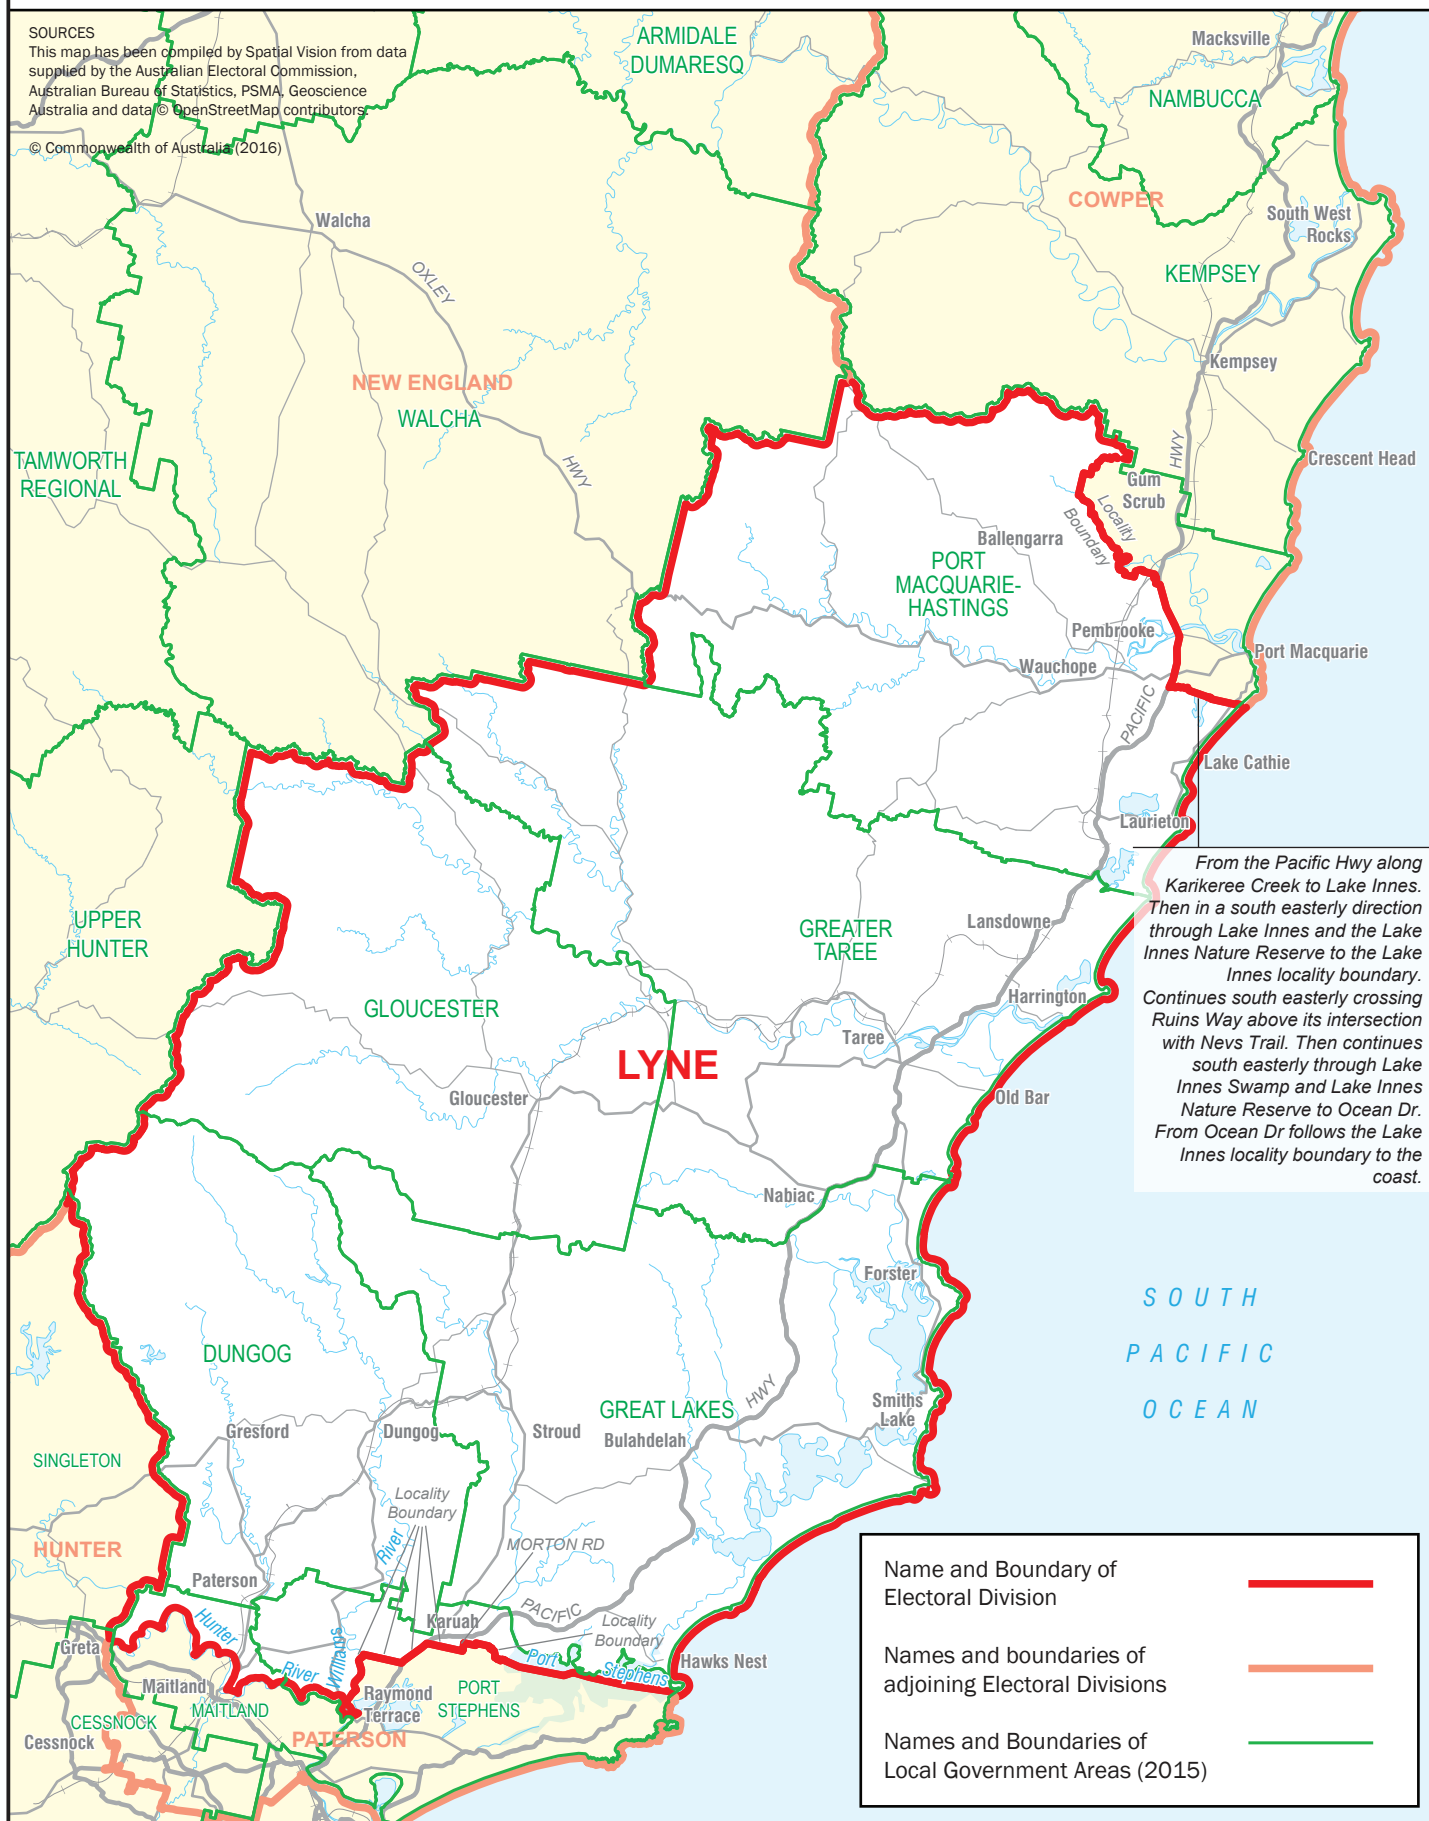 SOURCES
This map has been compiled by Spatial Vision from data
supplied by the Australian Electoral Commission,
Australian Bureau of Statistics, PSMA, Geoscience
Australia and data © OpenStreetMap contributors.
© Commonwealth of Australia (2016)
ARMIDALE
DUMARESQ
Macksville
NAMBUCCA
COWPER
South West
Rocks
Walcha
OXLEY
KEMPSEY
Kempsey
NEW ENGLAND
WALCHA
HWY
HWY
TAMWORTH
REGIONAL
Crescent Head
Gum
Scrub
Locality
Boundary
Ballengarra
PORT
MACQUARIE-
HASTINGS
Pembrooke
Wauchope
Port Macquarie
PACIFIC
Lake Cathie
Laurieton
From the Pacific Hwy along
Karikeree Creek to Lake Innes.
Then in a south easterly direction
through Lake Innes and the Lake
Innes Nature Reserve to the Lake
Innes locality boundary.
Continues south easterly crossing
Ruins Way above its intersection
with Nevs Trail. Then continues
south easterly through Lake
Innes Swamp and Lake Innes
Nature Reserve to Ocean Dr.
From Ocean Dr follows the Lake
Innes locality boundary to the
coast.
UPPER
HUNTER
GREATER
TAREE
Lansdowne
Harrington
GLOUCESTER
Taree
LYNE
Gloucester
Old Bar
Nabiac
Forster
SOUTH
PACIFIC
OCEAN
DUNGOG
GREAT LAKES
HWY
Smiths
Lake
Gresford
Dungog
Stroud
Bulahdelah
SINGLETON
Locality
Boundary
River
MORTON RD
HUNTER
Paterson
PACIFIC
Karuah
Locality
Boundary
Hunter
Greta
River
Williams
Port
Stephens
Hawks Nest
Maitland
MAITLAND
Raymond
Terrace
PORT
STEPHENS
CESSNOCK
Cessnock
PATERSON
Name and Boundary of
Electoral Division
Names and boundaries of
adjoining Electoral Divisions
Names and Boundaries of
Local Government Areas (2015)